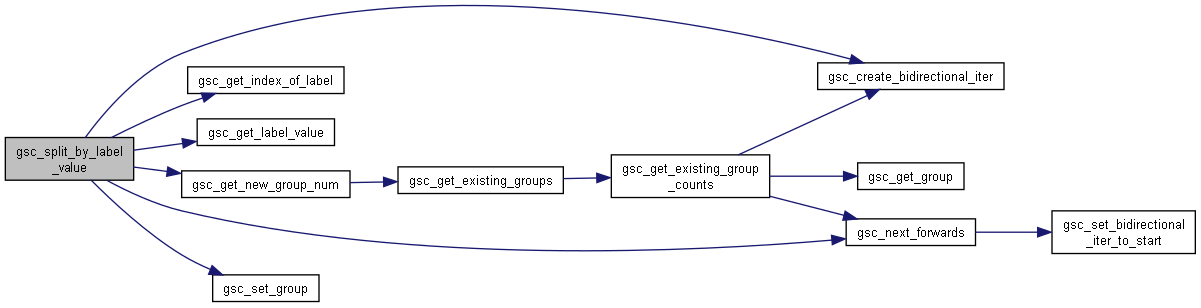 gsc_split_by_label
_value
gsc_get_index_of_label
gsc_get_label_value
gsc_get_new_group_num
gsc_set_group
gsc_get_existing_groups
gsc_get_existing_group
_counts
gsc_create_bidirectional_iter
gsc_get_group
gsc_next_forwards
gsc_set_bidirectional
_iter_to_start